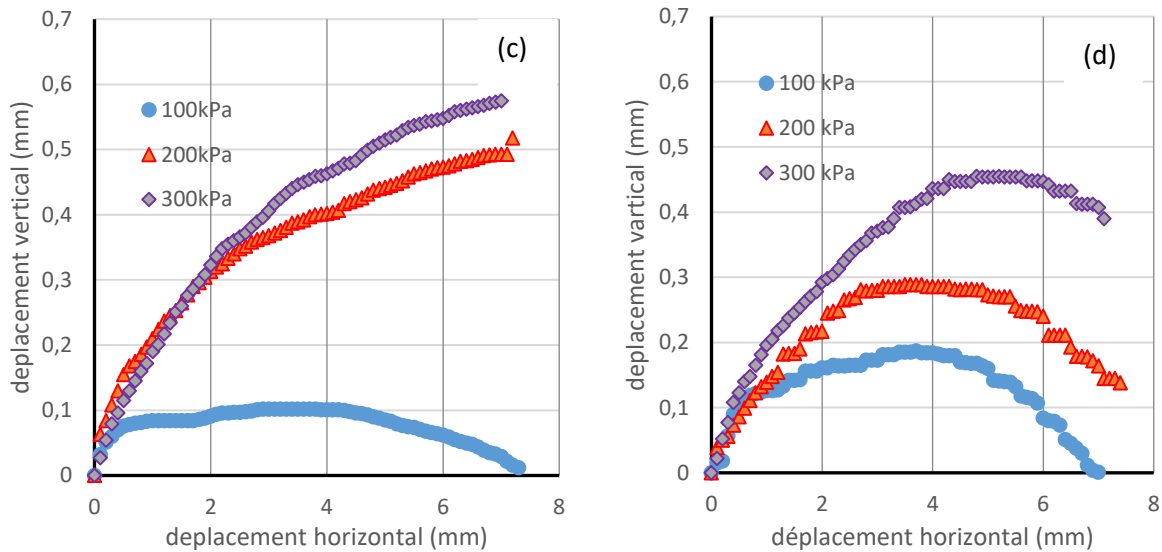 (c)
deplacement vertical (mm)
0,7
0,6
0,5
0,4
0,3
0,2
0,1
0
100kPa
200kPa
300kPa
0 2 4 6 8
deplacement horizontal (mm)
(d)
déplacement vertical (mm)
0,7
0,6
0,5
0,4
0,3
0,2
0,1
0
100 kPa
200 kPa
300 kPa
0 2 4 6 8
déplacement horizontal (mm)